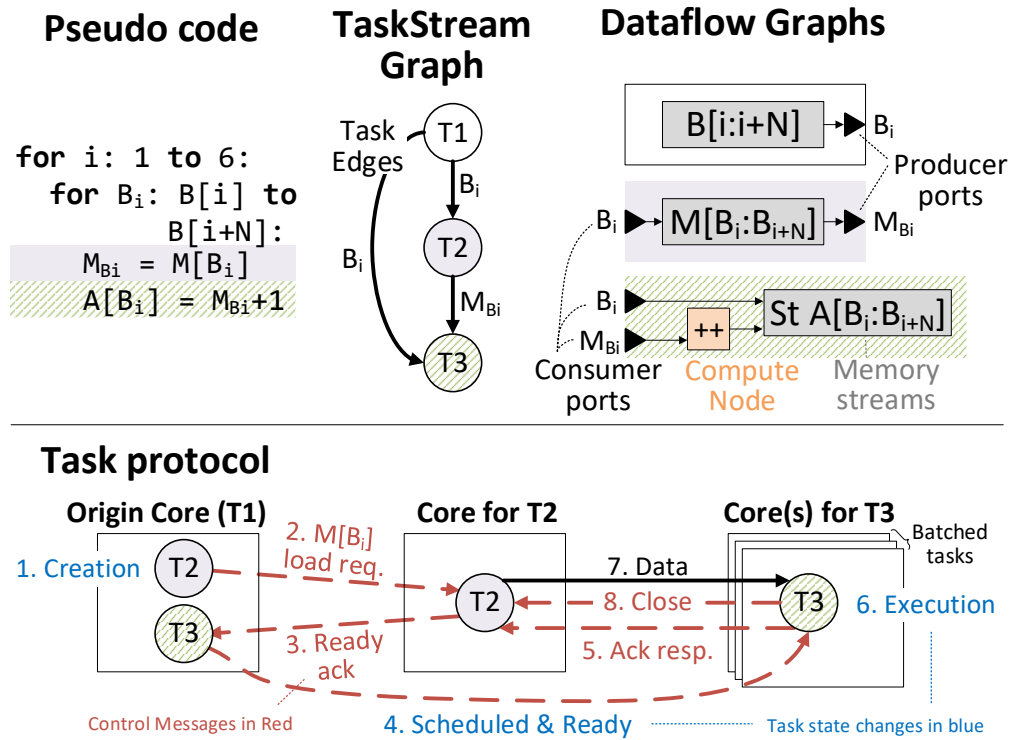 Pseudo code
for i: 1 to 6:
for Bi: B[i] to
B[i+N]:
MBi = M[Bi]
A[Bi] = MBi+1
TaskStream
Graph
Task
Edges
T1
Bi
T2
Bi
MBi
T3
Dataflow Graphs
B[i:i+N]
Bi
Producer
ports
Bi
M[Bi:Bi+N]
MBi
Bi
MBi
++
St A[Bi:Bi+N]
Consumer
ports
Compute
Node
Memory
streams
Task protocol
Origin Core (T1)
Core for T2
Core(s) for T3
Batched
tasks
1. Creation
T2
T3
2. M[Bi]
load req.
3. Ready
ack
T2
7. Data
8. Close
5. Ack resp.
T3
6. Execution
Control Messages in Red
4. Scheduled & Ready
Task state changes in blue